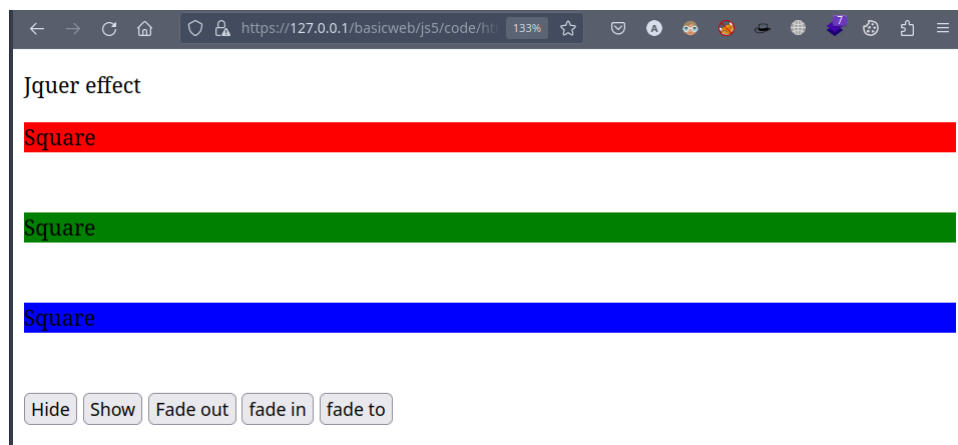 https://127.0.0.1/basicweb/js5/code/ht 133% A 7
Jquer effect
Square
Square
Square
Hide Show Fade out fade in fade to